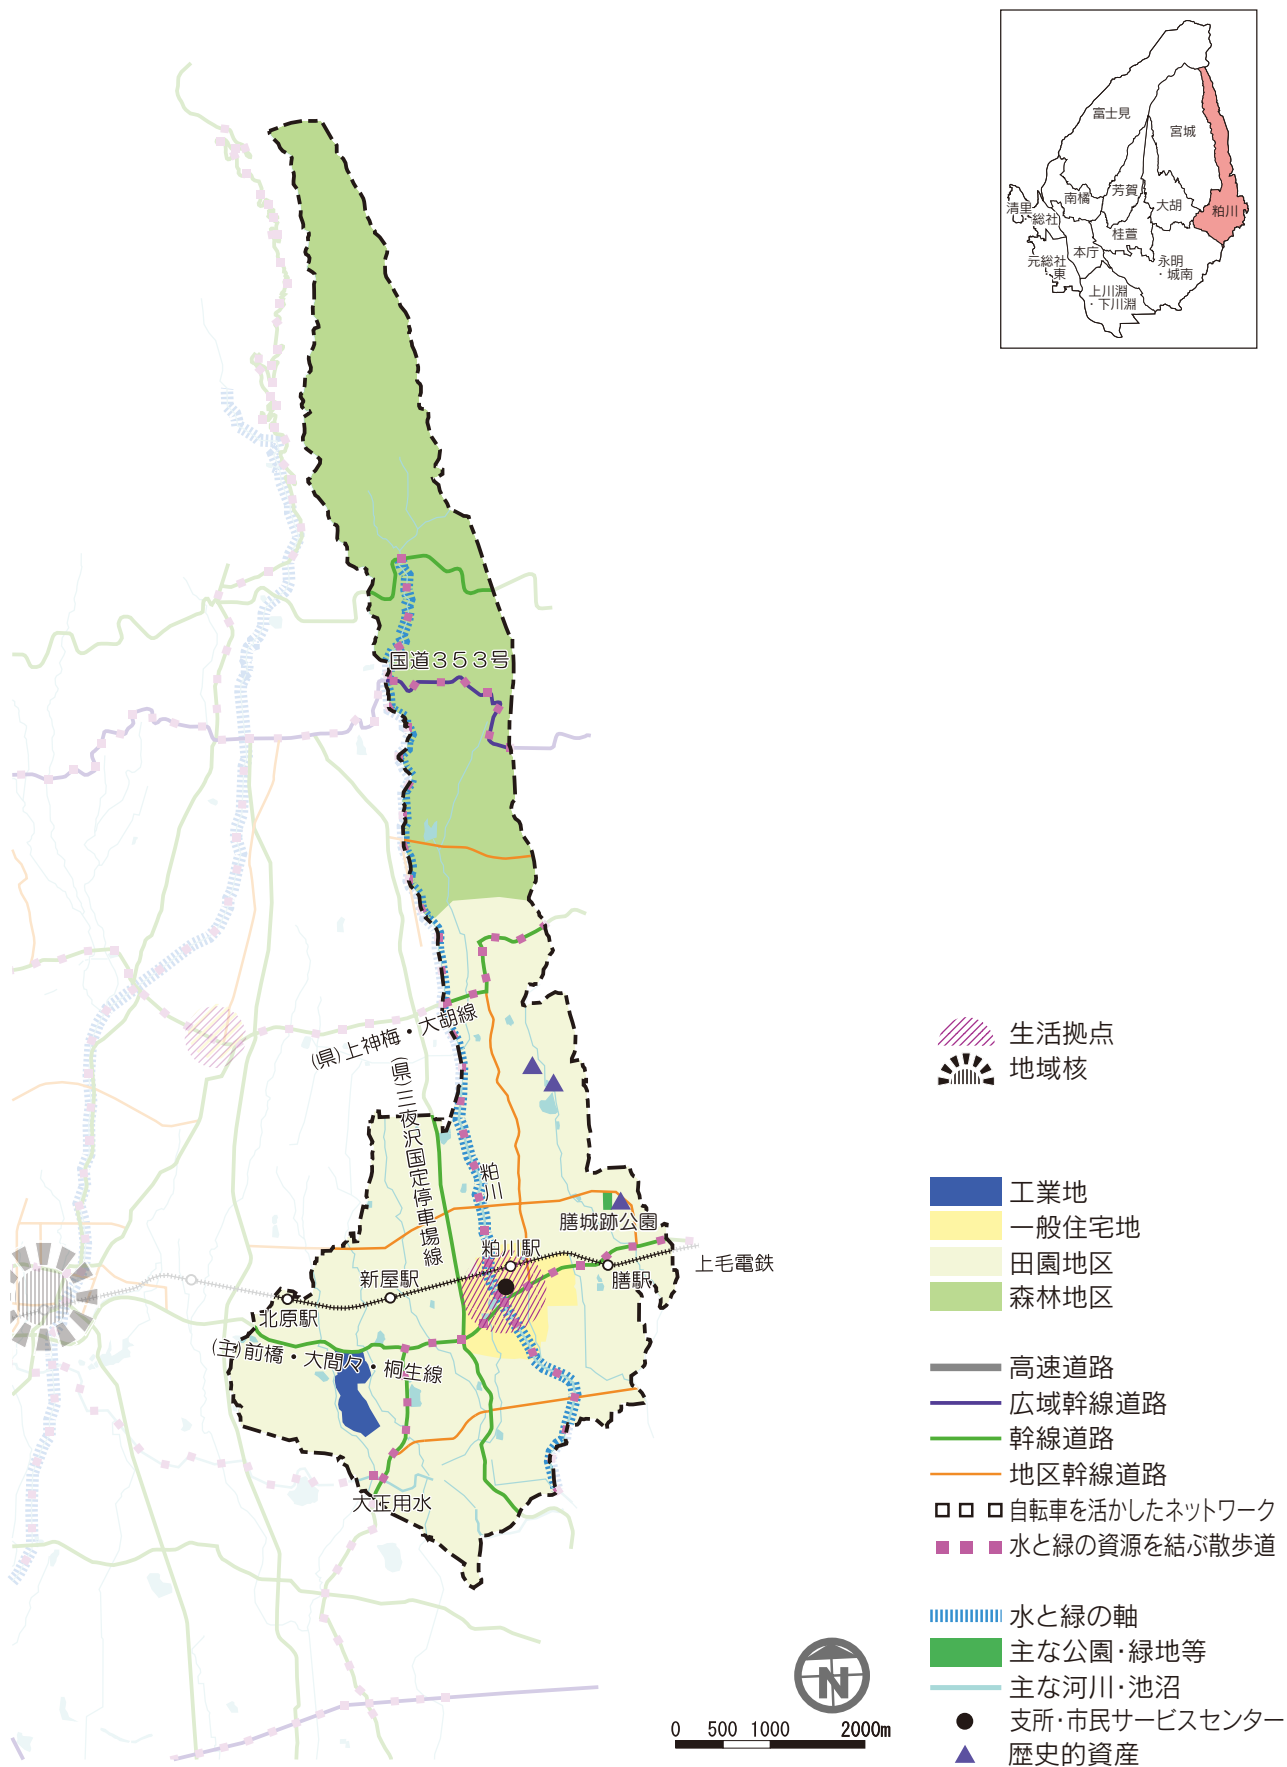 富士見
宮城
芳賀
南橘
大胡
清里
総社
粕川
桂萱
本庁
元総社
・東
永明
・城南
上川淵
・下川淵
国道３５３号
(県)上神梅・大胡線
(県)三夜沢国定停車場線
粕川
膳城跡公園
粕川駅
上毛電鉄
新屋駅
膳駅
北原駅
(主)前橋・大間々・桐生線
大正用水
生活拠点
地域核
工業地
一般住宅地
田園地区
森林地区
高速道路
広域幹線道路
幹線道路
地区幹線道路
自転車を活かしたネットワーク
水と緑の資源を結ぶ散歩道
水と緑の軸
主な公園・緑地等
主な河川・池沼
支所・市民サービスセンター
歴史的資産
N
0 500 1000 2000m